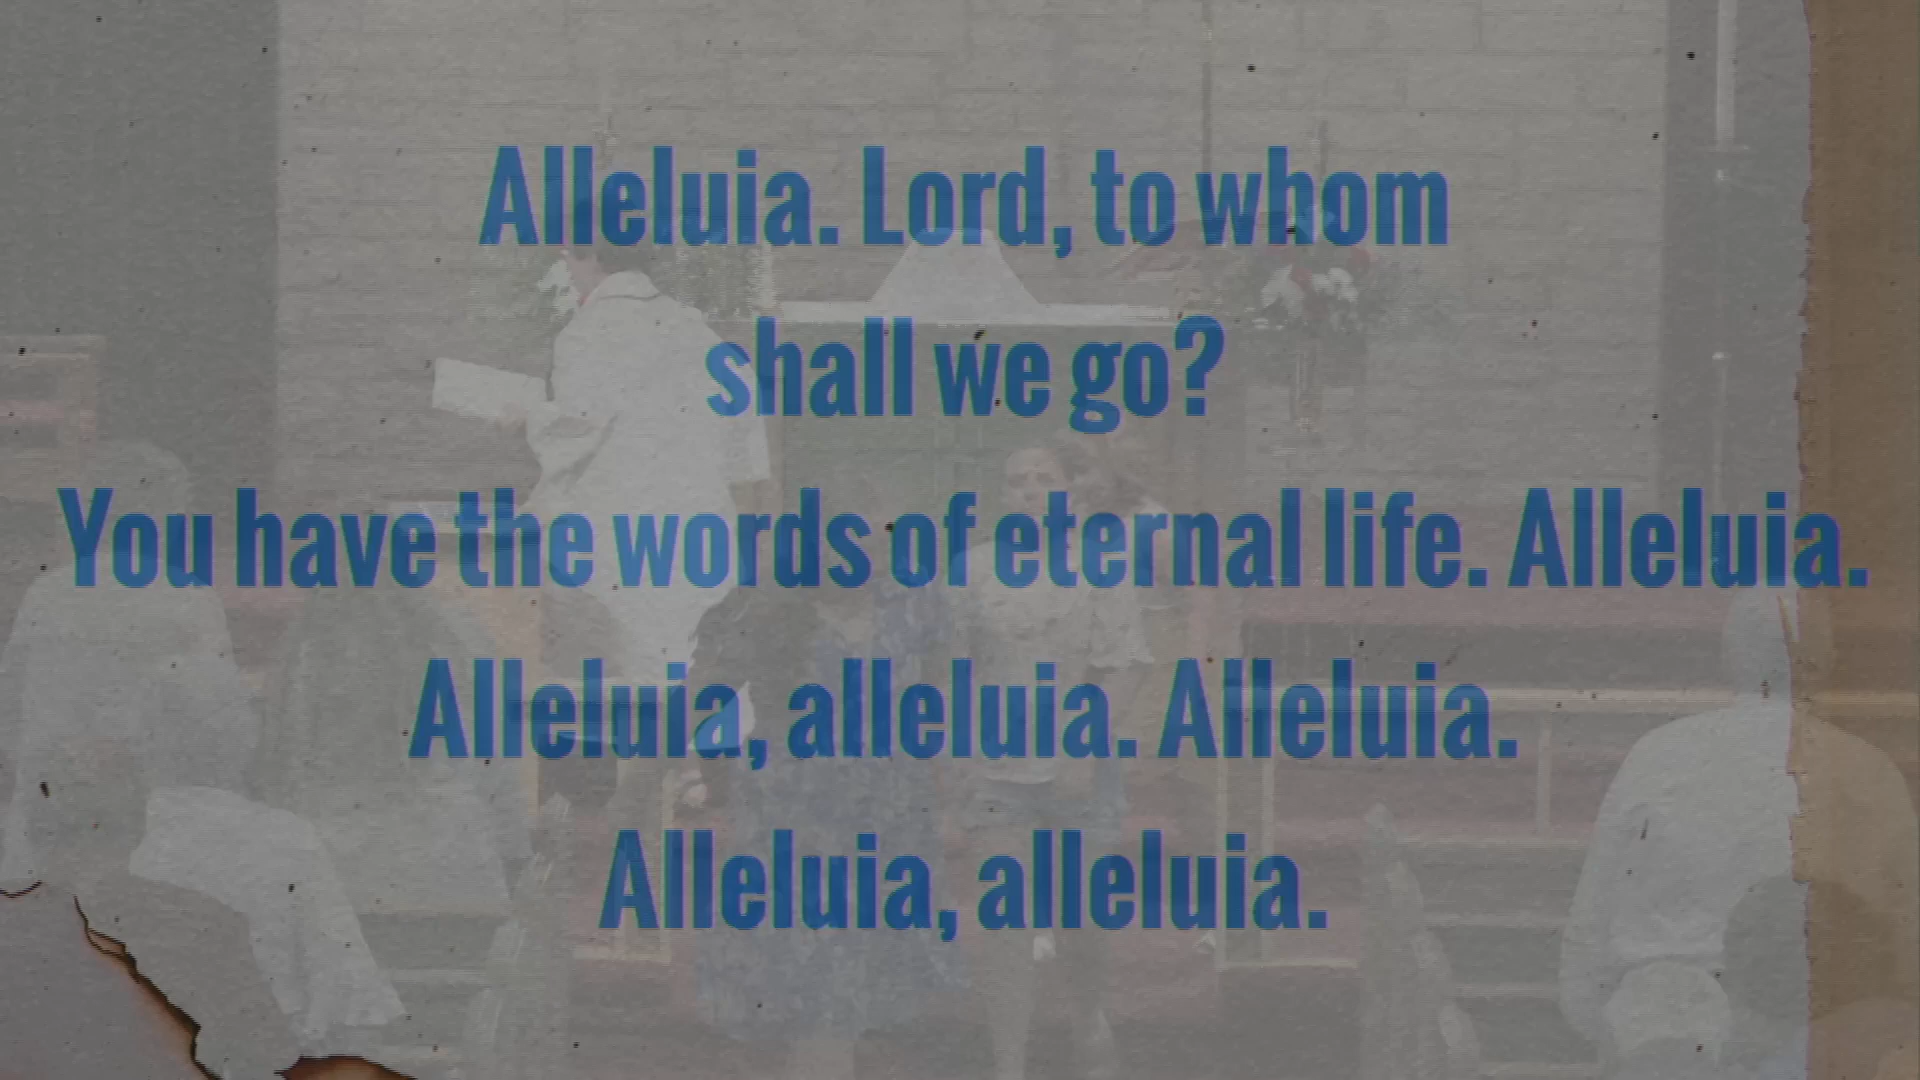 Alleluia. Lord, to whom
shall we go?
You have the words of eternal life. Alleluia.
Alleluia, alleluia. Alleluia.
Alleluia, alleluia.